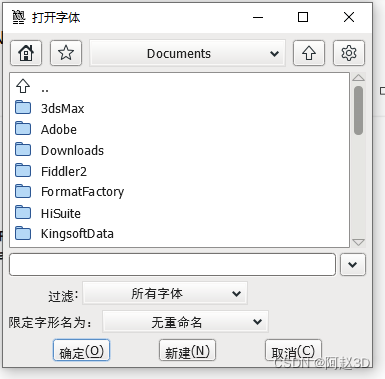 打开字体
Documents
..
3dsMax
Adobe
Downloads
Fiddler2
FormatFactory
HiSuite
KingsoftData
过滤: 所有字体
限定字形名为: 无重命名
确定(O) 新建(N) 取消(C)
CSDN @阿赵3D